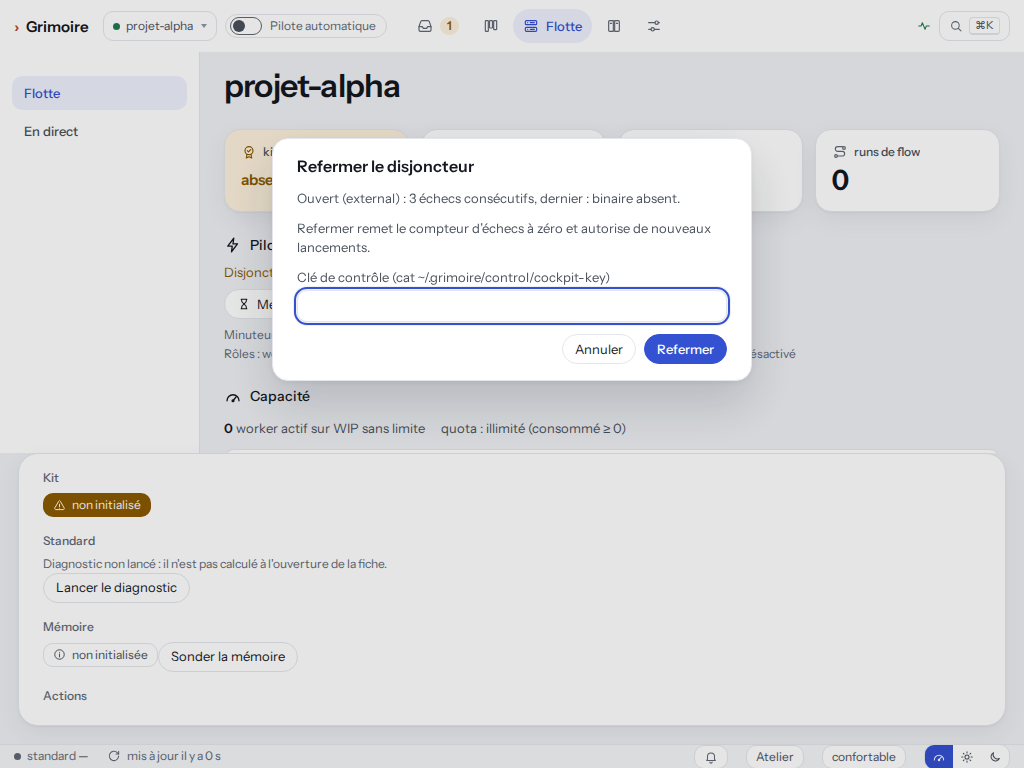 Grimoire
projet-alpha
Pilote automatique
1
Flotte
⌘K
Flotte
En direct
projet-alpha
runs de flow
0
Refermer le disjoncteur
Ouvert (external) : 3 échecs consécutifs, dernier : binaire absent.
Refermer remet le compteur d'échecs à zéro et autorise de nouveaux
lancements.
Clé de contrôle (cat ~/.grimoire/control/cockpit-key)
Annuler
Refermer
Capacité
0 worker actif sur WIP sans limite
quota : illimité (consommé ≥ 0)
Kit
non initialisé
Standard
Diagnostic non lancé : il n'est pas calculé à l'ouverture de la fiche.
Lancer le diagnostic
Mémoire
non initialisée
Sonder la mémoire
Actions
standard —
mis à jour il y a 0 s
Atelier
confortable